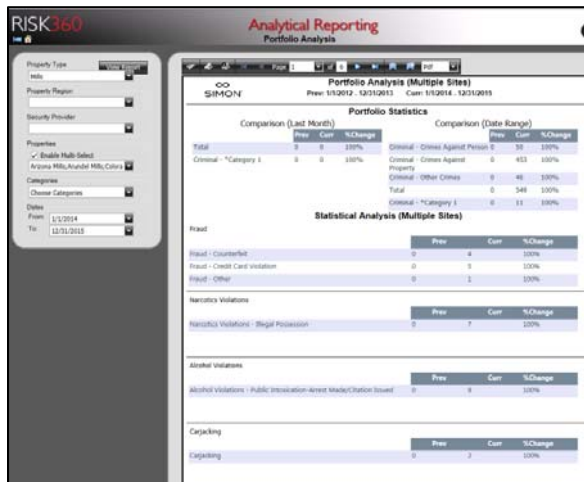 RISK360
Analytical Reporting
Portfolio Analysis
Property Type
View Report
Mills
Property Region
Security Provider
Properties
Enable Multi-Select
Arizona Mills;Arundel Mills;Colora
Categories
Choose Categories
Dates
From: 1/1/2014
To: 12/31/2015
Page 1 of 6 Pdf
SIMON
Portfolio Analysis (Multiple Sites)
Prev: 1/1/2012 - 12/31/2013 Curr: 1/1/2014 - 12/31/2015
Portfolio Statistics
Comparison (Last Month)
Prev Curr %Change
Total 0 0 100%
Criminal - *Category 1 0 0 100%
Comparison (Date Range)
Prev Curr %Change
Criminal - Crimes Against Person 0 50 100%
Criminal - Crimes Against Property 0 453 100%
Criminal - Other Crimes 0 46 100%
Total 0 549 100%
Criminal - *Category 1 0 11 100%
Statistical Analysis (Multiple Sites)
Fraud
Prev Curr %Change
Fraud - Counterfeit 0 4 100%
Fraud - Credit Card Violation 0 5 100%
Fraud - Other 0 1 100%
Narcotics Violations
Prev Curr %Change
Narcotics Violations - Illegal Possession 0 7 100%
Alcohol Violations
Prev Curr %Change
Alcohol Violations - Public Intoxication-Arrest Made/Citation Issued 0 100%
Carjacking
Prev Curr %Change
Carjacking 0 2 100%